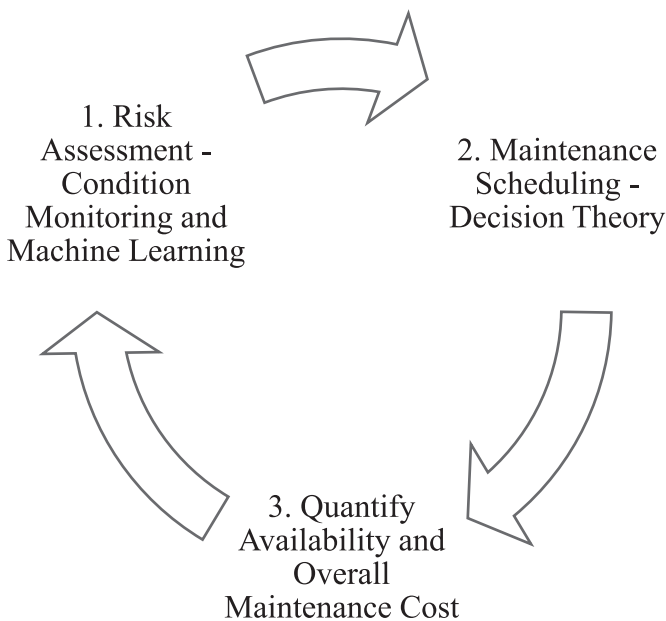 1. Risk
Assessment -
Condition
Monitoring and
Machine Learning
2. Maintenance
Scheduling -
Decision Theory
3. Quantify
Availability and
Overall
Maintenance Cost